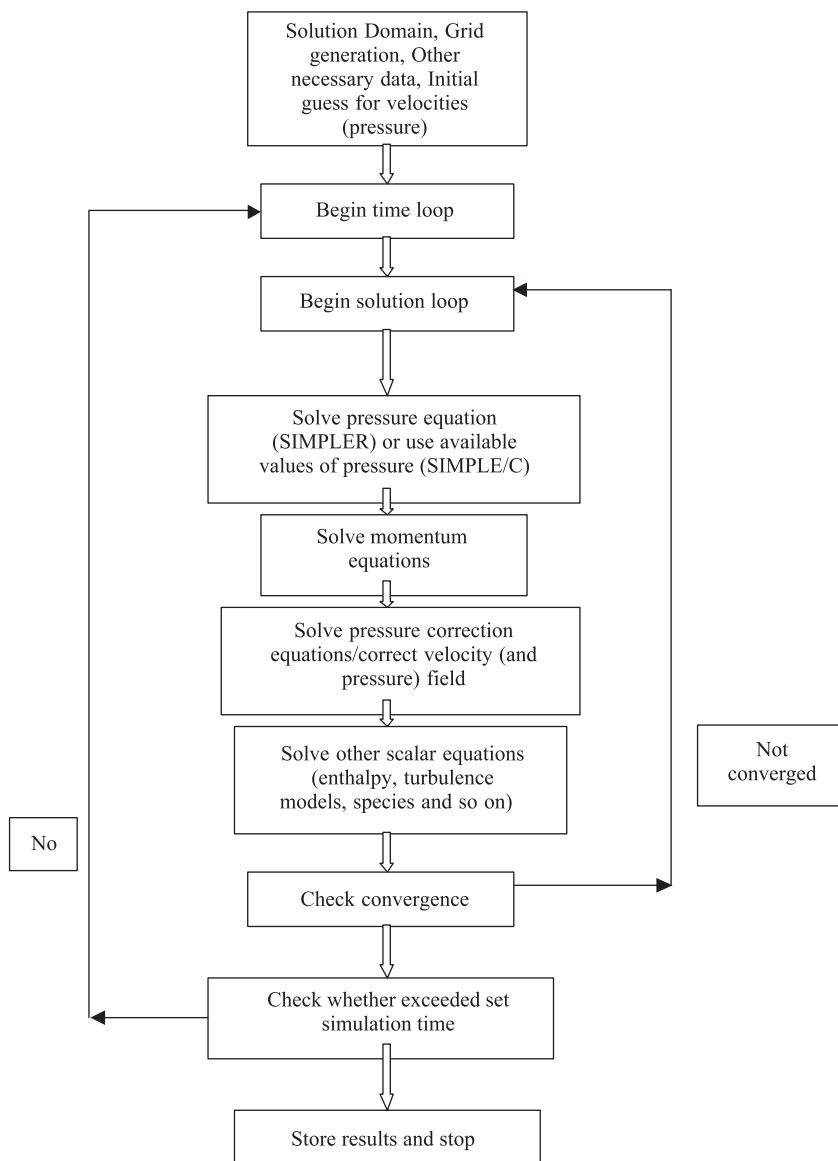 Solution Domain, Grid
generation, Other
necessary data, Initial
guess for velocities
(pressure)
Begin time loop
Begin solution loop
Solve pressure equation
(SIMPLER) or use available
values of pressure (SIMPLE/C)
Solve momentum
equations
Solve pressure correction
equations/correct velocity (and
pressure) field
Solve other scalar equations
(enthalpy, turbulence
models, species and so on)
Not
converged
No
Check convergence
Check whether exceeded set
simulation time
Store results and stop